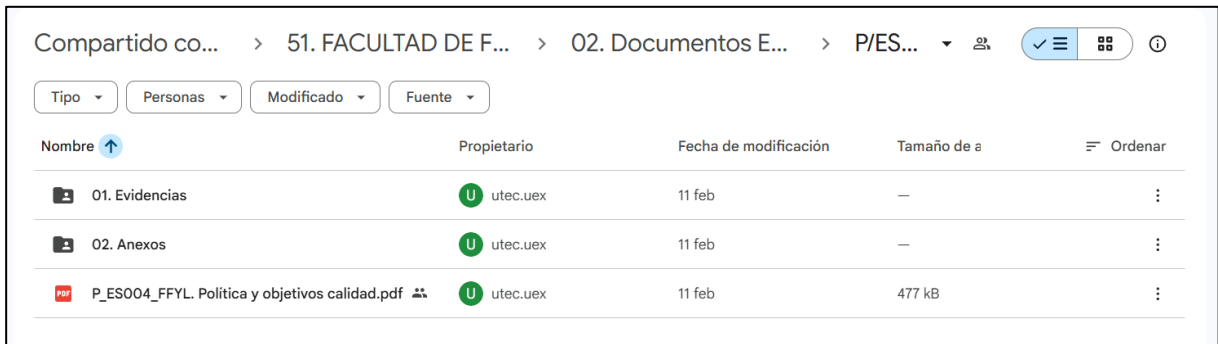 Compartido co... > 51. FACULTAD DE F... > 02. Documentos E... > P/ES...
Tipo Personas Modificado Fuente
Nombre Propietario Fecha de modificación Tamaño de a Ordenar
01. Evidencias U utec.uex 11 feb —
02. Anexos U utec.uex 11 feb —
PDF P_ES004_FFYL. Política y objetivos calidad.pdf U utec.uex 11 feb 477 kB